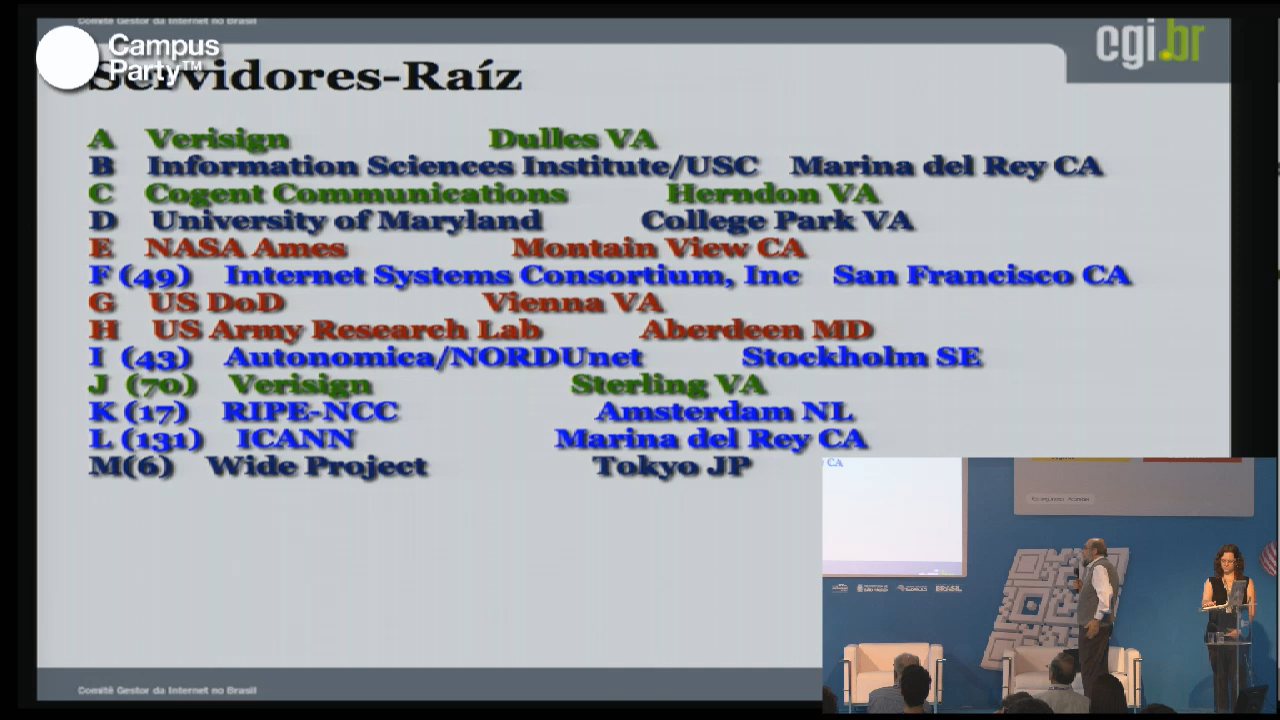 Comitê Gestor da Internet no Brasil
cgi.br
Campus
Party™
Servidores-Raíz
A Verisign Dulles VA
B Information Sciences Institute/USC Marina del Rey CA
C Cogent Communications Herndon VA
D University of Maryland College Park VA
E NASA Ames Montain View CA
F (49) Internet Systems Consortium, Inc San Francisco CA
G US DoD Vienna VA
H US Army Research Lab Aberdeen MD
I (43) Autonomica/NORDUnet Stockholm SE
J (70) Verisign Sterling VA
K (17) RIPE-NCC Amsterdam NL
L (131) ICANN Marina del Rey CA
M(6) Wide Project Tokyo JP
CA
BRASIL
Comitê Gestor da Internet no Brasil